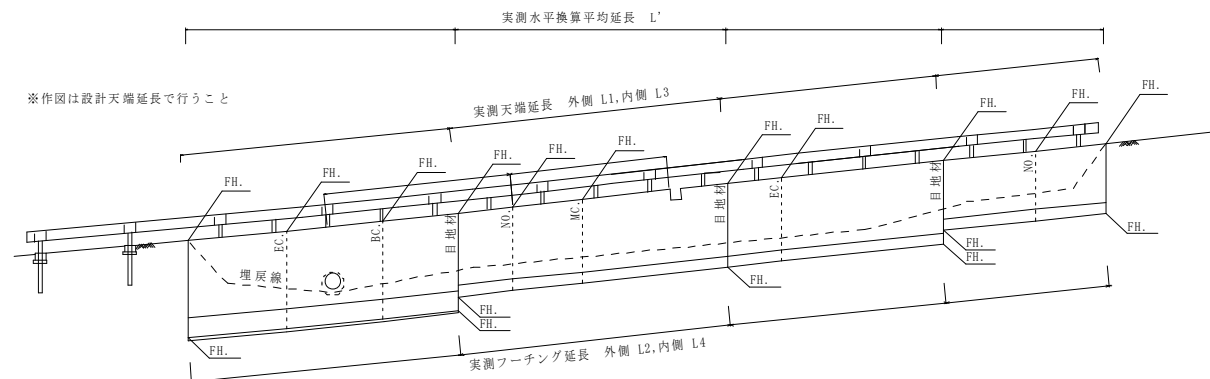 実測水平換算平均延長 L'
※作図は設計天端延長で行うこと
実測天端延長 外側 L1,内側 L3
FH.
FH.
FH.
FH.
FH.
FH.
FH.
FH.
FH.
FH.
FH.
EC.
BC.
目地材
NO.
MC.
目地材
EC.
目地材
NO.
埋戻線
FH.
FH.
FH.
FH.
FH.
FH.
FH.
実測フーチング延長 外側 L2,内側 L4